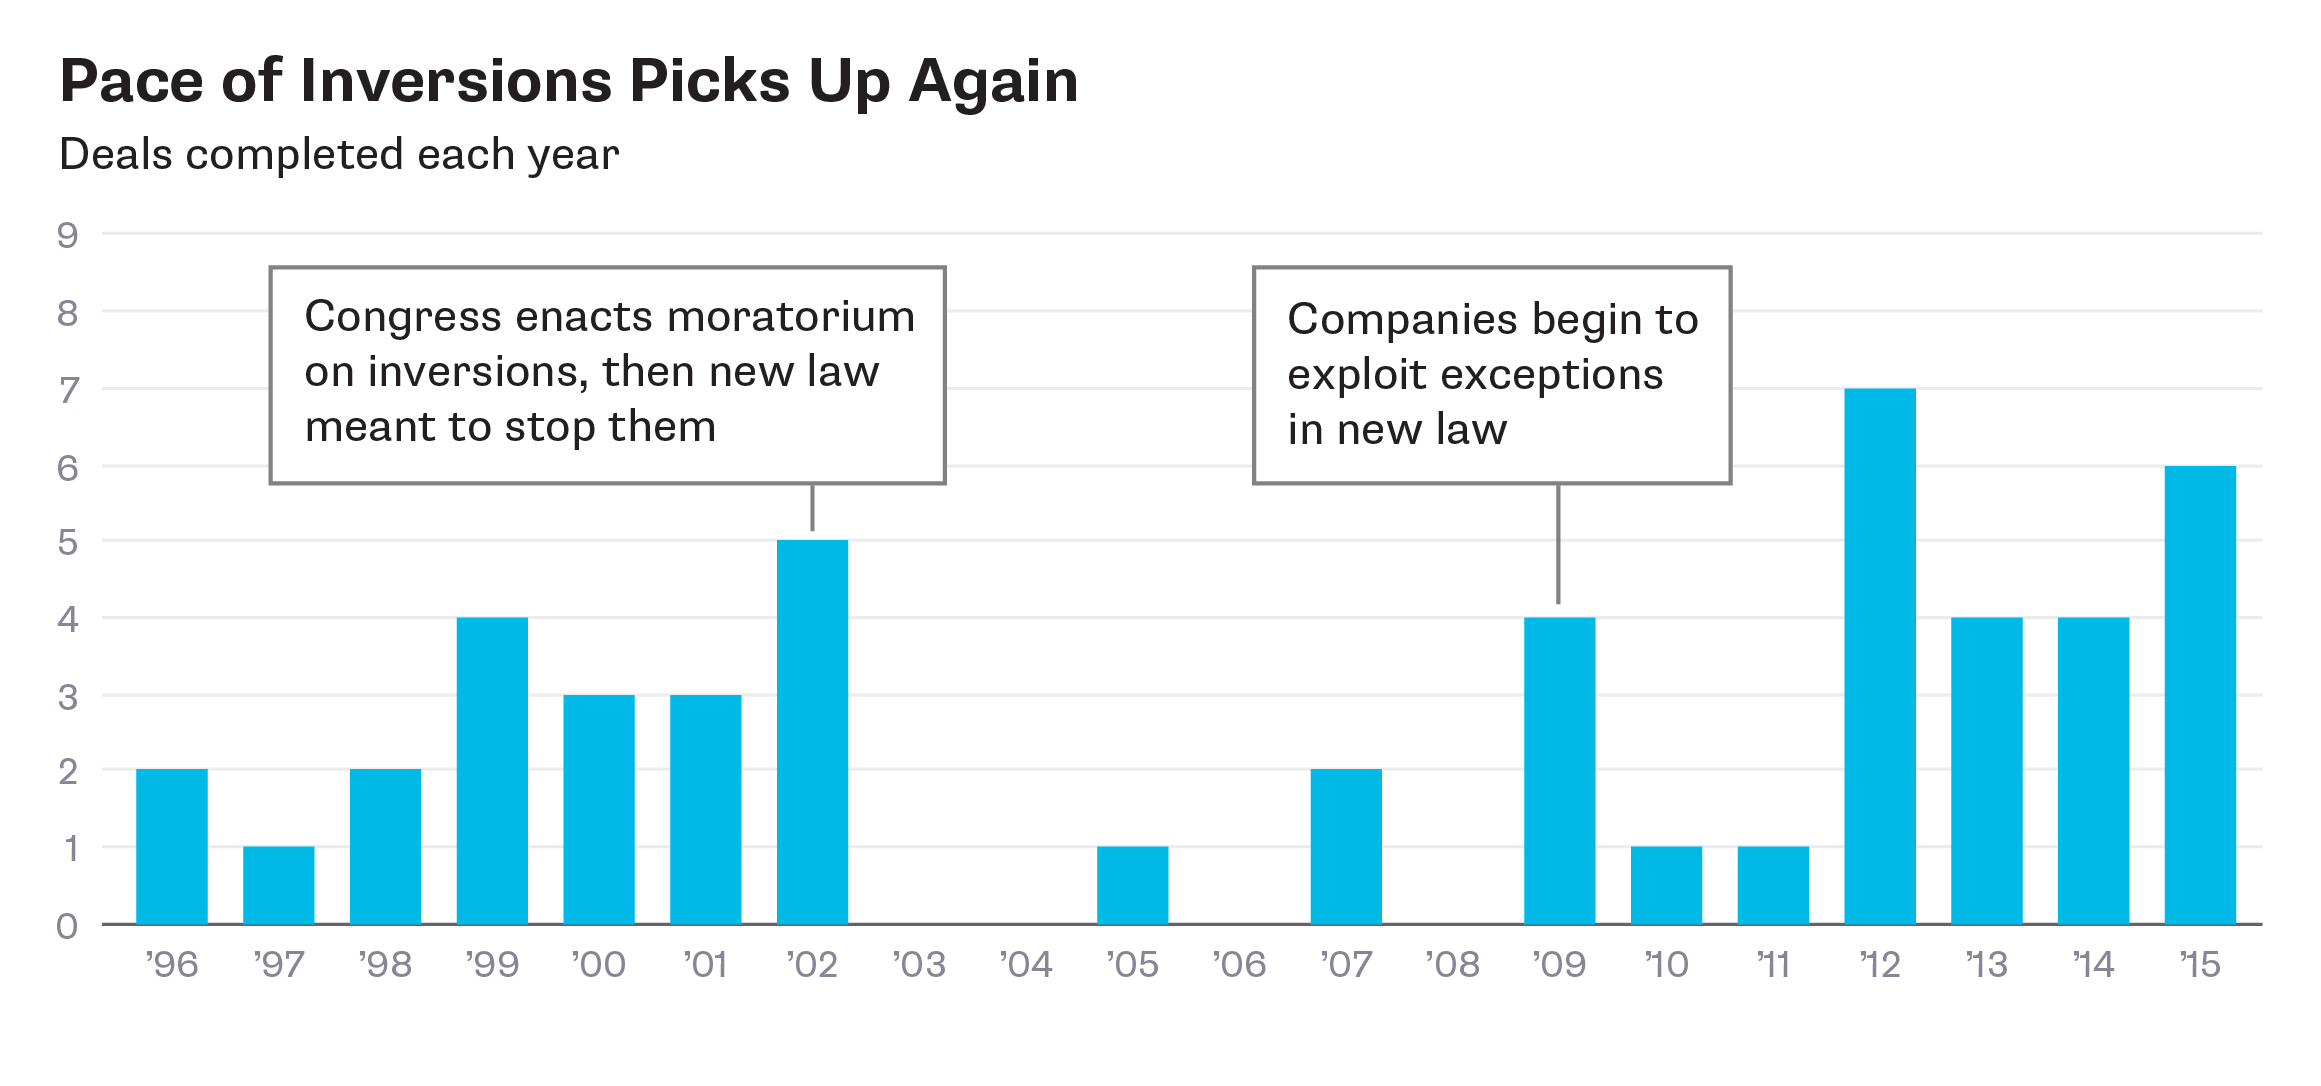 Pace of Inversions Picks Up Again
Deals completed each year
9
8
7
6
5
4
3
2
1
0
Congress enacts moratorium
on inversions, then new law
meant to stop them
Companies begin to
exploit exceptions
in new law
’96 ’97 ’98 ’99 ’00 ’01 ’02 ’03 ’04 ’05 ’06 ’07 ’08 ’09 ’10 ’11 ’12 ’13 ’14 ’15